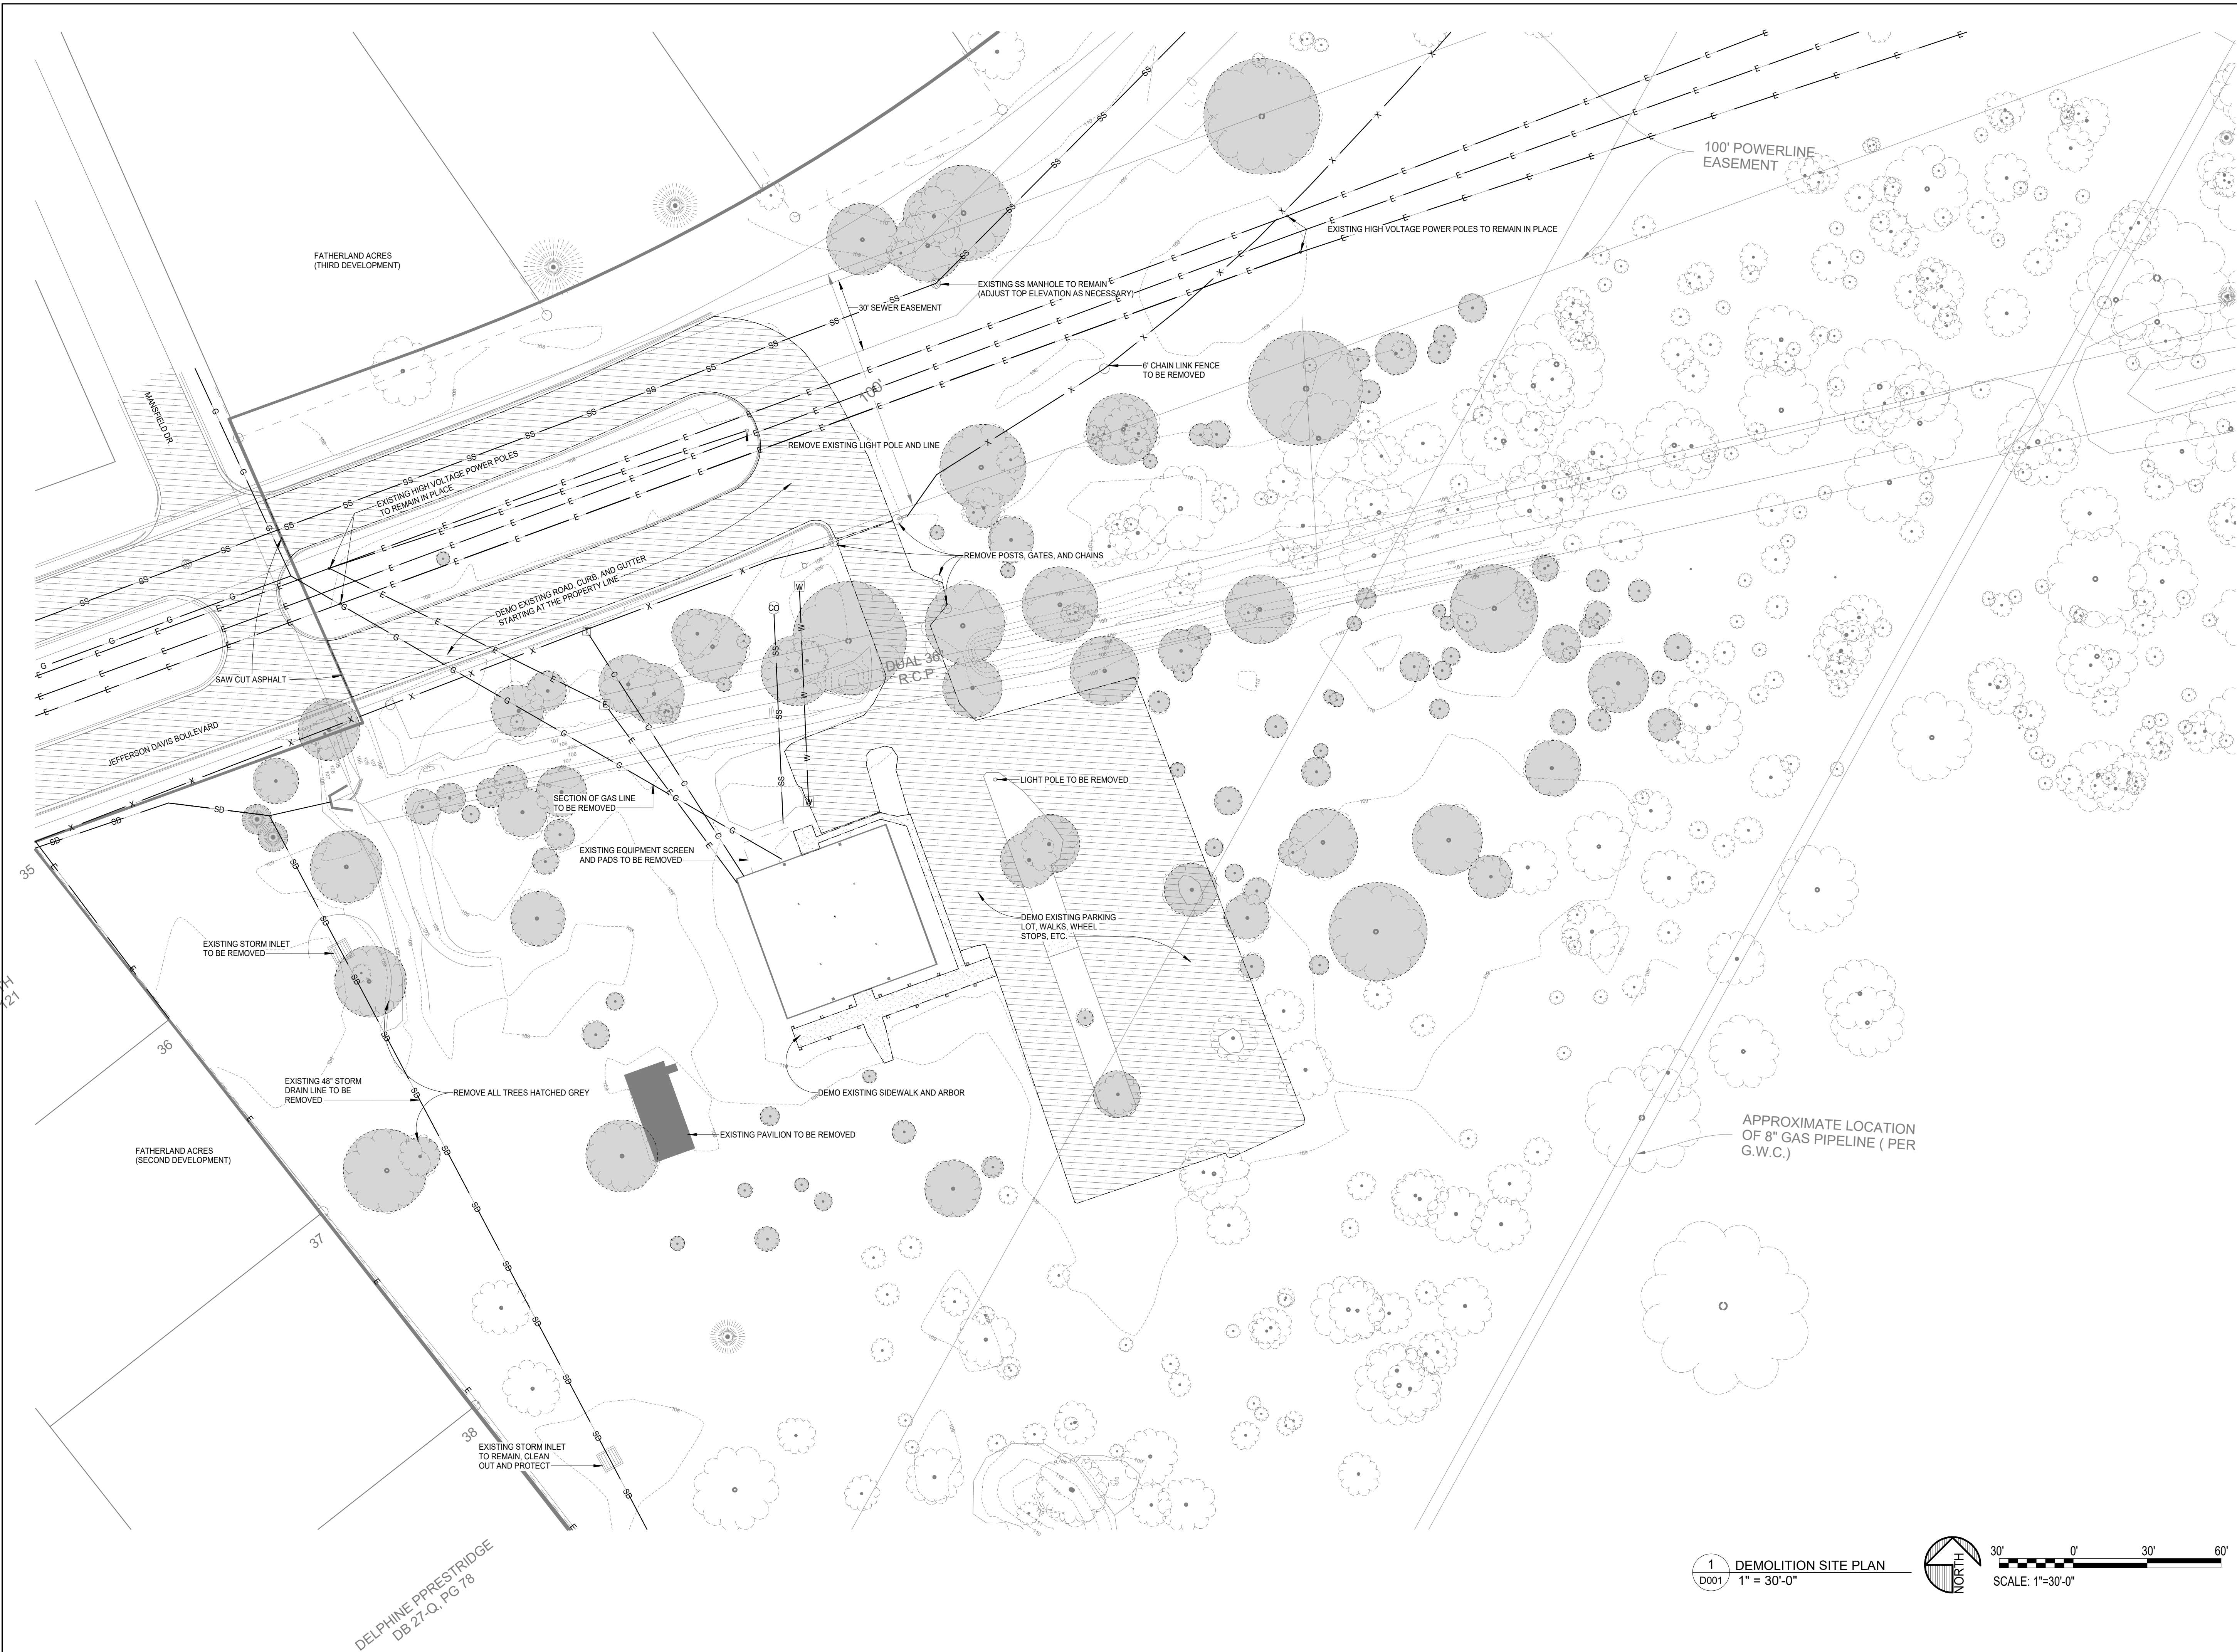 100' POWERLINE
EASEMENT
FATHERLAND ACRES
(THIRD DEVELOPMENT)
EXISTING HIGH VOLTAGE POWER POLES TO REMAIN IN PLACE
EXISTING SS MANHOLE TO REMAIN
(ADJUST TOP ELEVATION AS NECESSARY)
30' SEWER EASEMENT
6' CHAIN LINK FENCE
TO BE REMOVED
100'
MANSFIELD DR.
REMOVE EXISTING LIGHT POLE AND LINE
EXISTING HIGH VOLTAGE POWER POLES
TO REMAIN IN PLACE
REMOVE POSTS, GATES, AND CHAINS
DEMO EXISTING ROAD, CURB, AND GUTTER
STARTING AT THE PROPERTY LINE
DUAL 36"
R.C.P.
SAW CUT ASPHALT
JEFFERSON DAVIS BOULEVARD
LIGHT POLE TO BE REMOVED
SECTION OF GAS LINE
TO BE REMOVED
EXISTING EQUIPMENT SCREEN
AND PADS TO BE REMOVED
35
DEMO EXISTING PARKING
LOT, WALKS, WHEEL
STOPS, ETC.
EXISTING STORM INLET
TO BE REMOVED
TH
121
36
EXISTING 48" STORM
DRAIN LINE TO BE
REMOVED
REMOVE ALL TREES HATCHED GREY
DEMO EXISTING SIDEWALK AND ARBOR
EXISTING PAVILION TO BE REMOVED
APPROXIMATE LOCATION
OF 8" GAS PIPELINE ( PER
G.W.C.)
FATHERLAND ACRES
(SECOND DEVELOPMENT)
37
38
EXISTING STORM INLET
TO REMAIN, CLEAN
OUT AND PROTECT
DELPHINE PPRESTRIDGE
DB 27-Q, PG 78
1
D001
DEMOLITION SITE PLAN
1" = 30'-0"
NORTH
30' 0' 30' 60'
SCALE: 1"=30'-0"